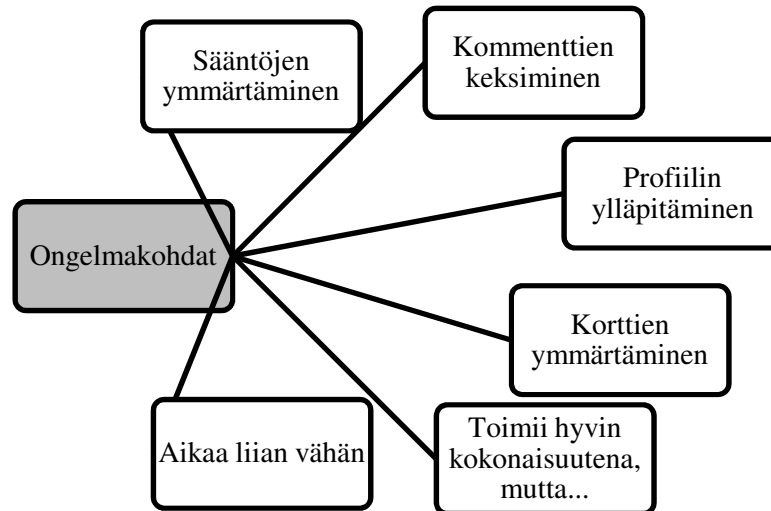 Sääntöjen
ymmärtäminen
Kommenttien
keksiminen
Profiilin
ylläpitäminen
Ongelmakohdat
Korttien
ymmärtäminen
Aikaa liian vähän
Toimii hyvin
kokonaisuutena,
mutta...